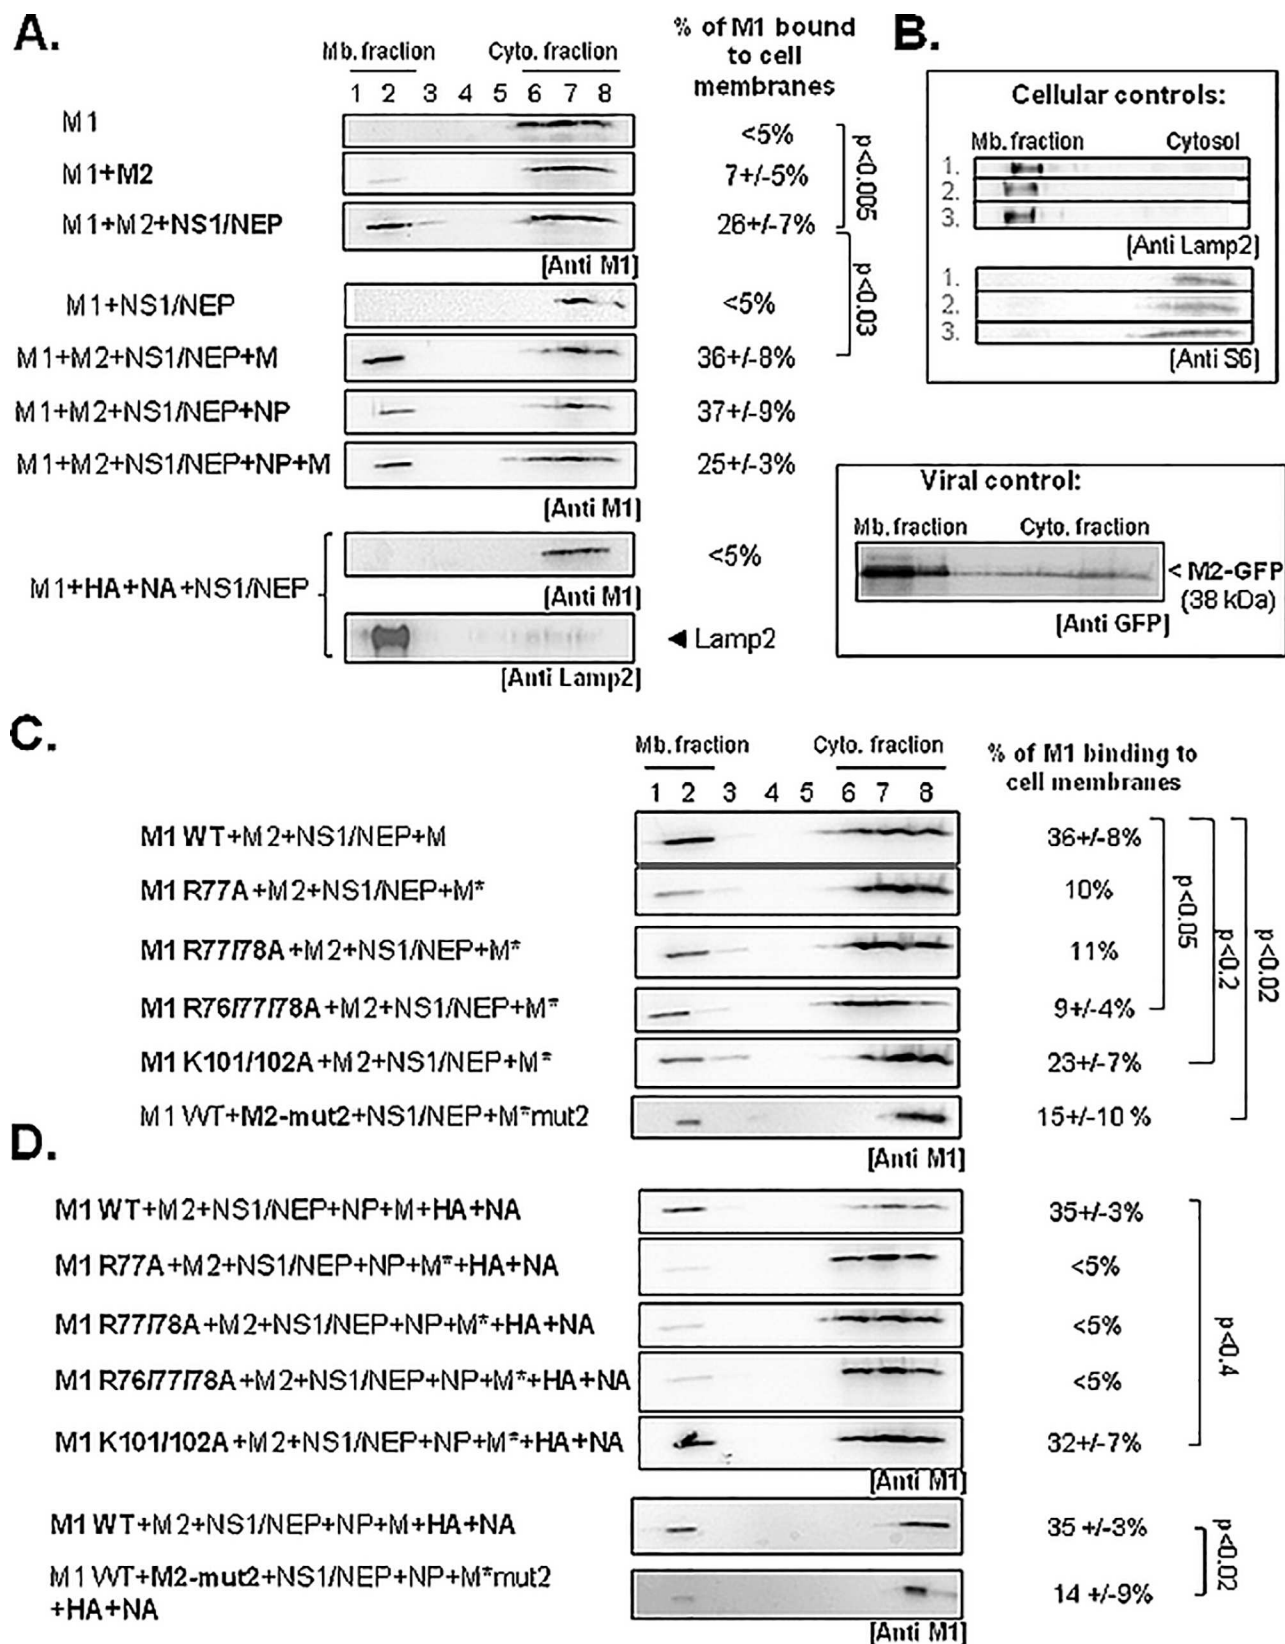 A.
Mb. fraction Cyto. fraction
1 2 3 4 5 6 7 8
% of M1 bound
to cell
membranes
M1 <5%
M1+M2 7+/-5%
M1+M2+NS1/NEP 26+/-7%
p<0.005
[Anti M1]
M1+NS1/NEP <5%
p<0.03
M1+M2+NS1/NEP+M 36+/-8%
M1+M2+NS1/NEP+NP 37+/-9%
M1+M2+NS1/NEP+NP+M 25+/-3%
[Anti M1]
M1+HA+NA+NS1/NEP <5%
[Anti M1]
◄ Lamp2
[Anti Lamp2]
B.
Cellular controls:
Mb. fraction Cytosol
1.
2.
3.
[Anti Lamp2]
1.
2.
3.
[Anti S6]
Viral control:
Mb. fraction Cyto. fraction
< M2-GFP
(38 kDa)
[Anti GFP]
C.
Mb. fraction Cyto. fraction
1 2 3 4 5 6 7 8
% of M1 binding to
cell membranes
M1 WT+M2+NS1/NEP+M 36+/-8%
M1 R77A+M2+NS1/NEP+M* 10%
M1 R77/78A+M2+NS1/NEP+M* 11%
M1 R76/77/78A+M2+NS1/NEP+M* 9+/-4%
M1 K101/102A+M2+NS1/NEP+M* 23+/-7%
M1 WT+M2-mut2+NS1/NEP+M*mut2 15+/-10 %
p<0.05
p<0.2
p<0.02
[Anti M1]
D.
M1 WT+M2+NS1/NEP+NP+M+HA+NA 35+/-3%
M1 R77A+M2+NS1/NEP+NP+M*+HA+NA <5%
M1 R77/78A+M2+NS1/NEP+NP+M*+HA+NA <5%
M1 R76/77/78A+M2+NS1/NEP+NP+M*+HA+NA <5%
M1 K101/102A+M2+NS1/NEP+NP+M*+HA+NA 32+/-7%
p<0.4
[Anti M1]
M1 WT+M2+NS1/NEP+NP+M+HA+NA 35 +/-3%
M1 WT+M2-mut2+NS1/NEP+NP+M*mut2
+HA+NA 14 +/-9%
p<0.02
[Anti M1]